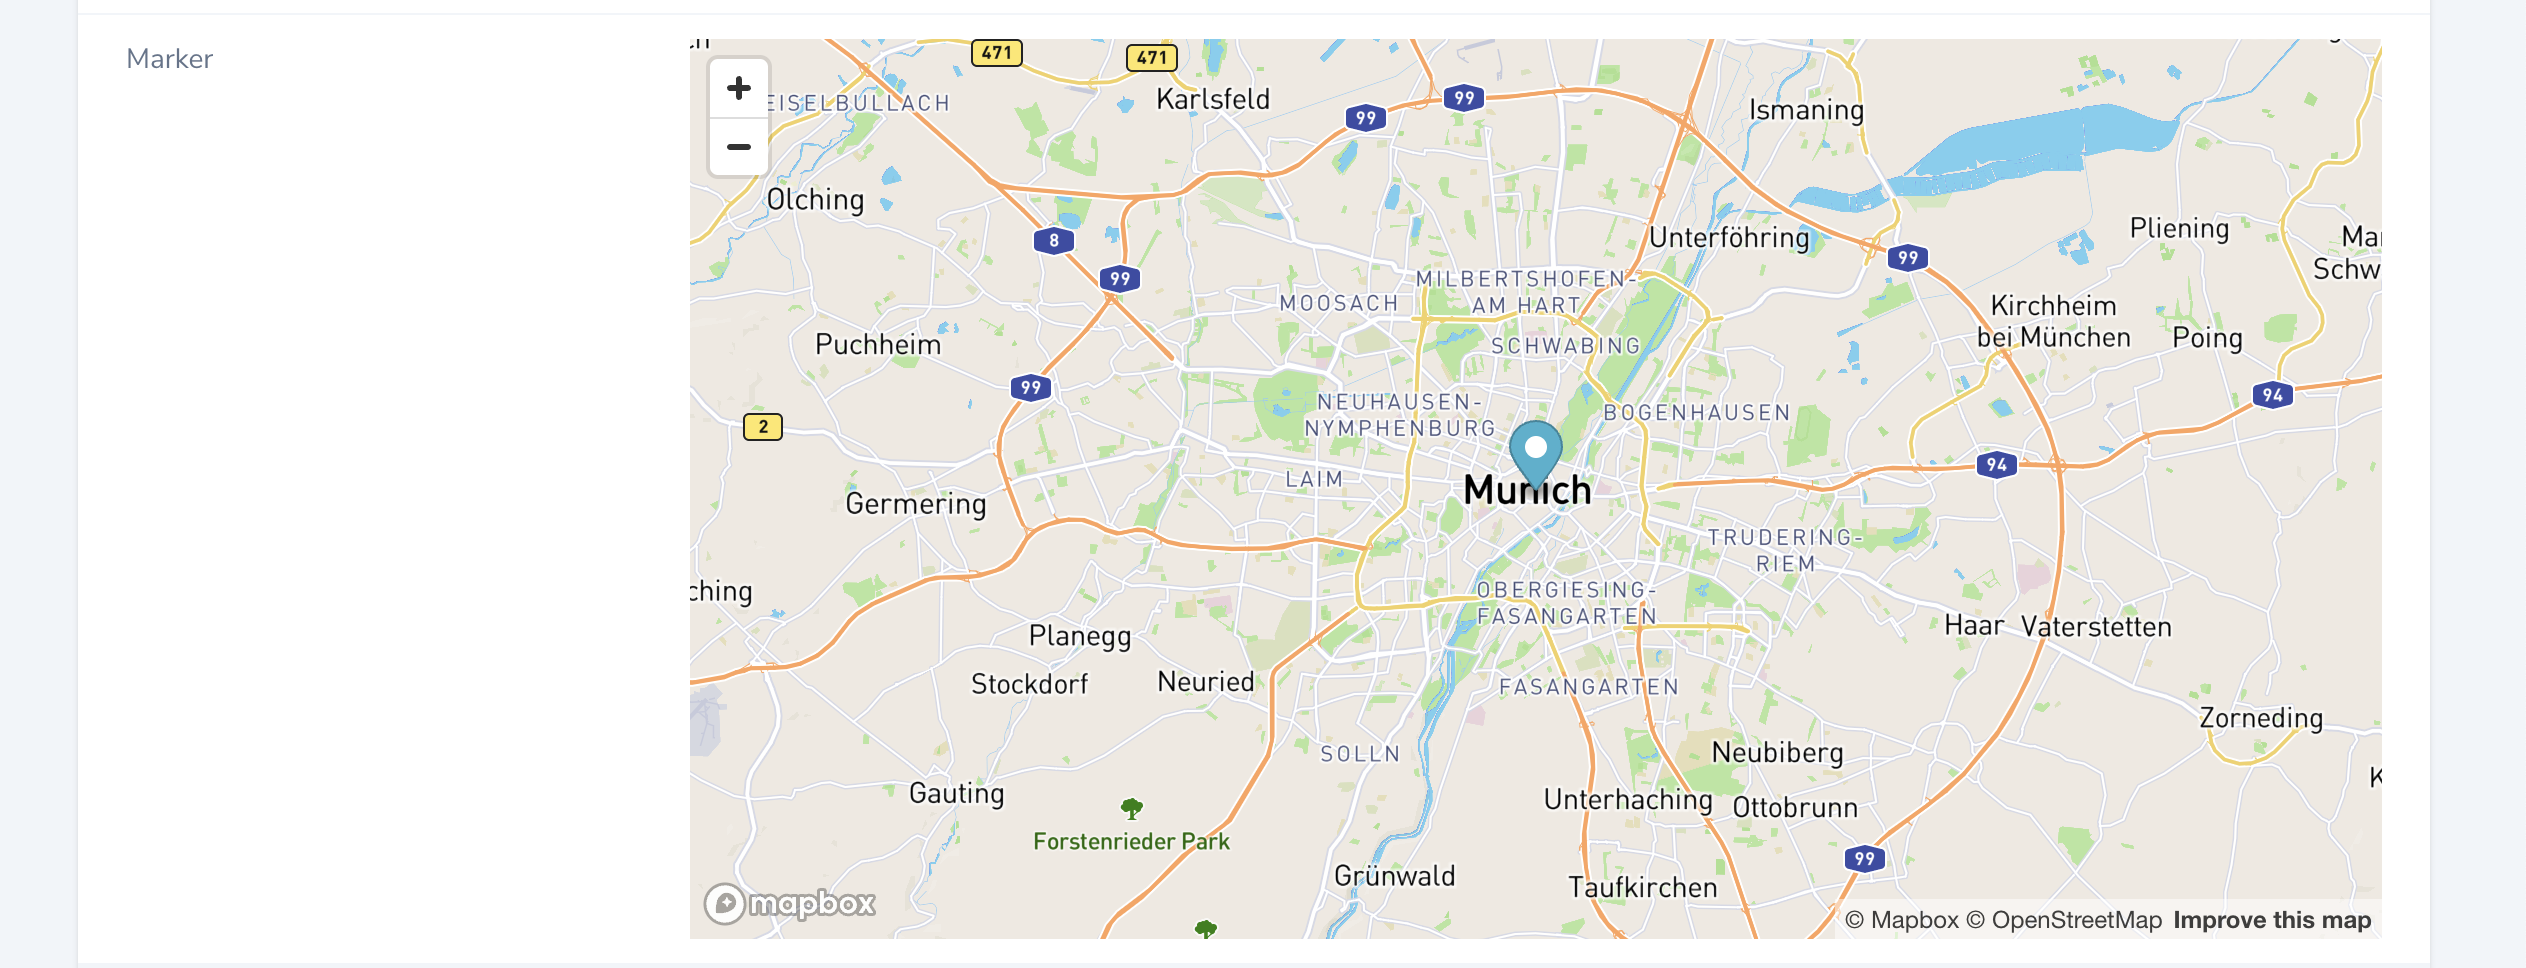 Marker
471
471
EISELBULLACH
Karlsfeld
99
99
Ismaning
Olching
8
99
Unterföhring
99
Pliening
Mar
Schw
MILBERTSHOFEN-
AM HART
MOOSACH
Kirchheim
bei München
Poing
Puchheim
SCHWABING
99
94
2
NEUHAUSEN-
NYMPHENBURG
BOGENHAUSEN
94
LAIM
Munich
Germering
TRUDERING-
RIEM
ching
OBERGIESING-
FASANGARTEN
Haar
Vaterstetten
Planegg
Stockdorf
Neuried
FASANGARTEN
Zorneding
SOLLN
Neubiberg
K
Gauting
Unterhaching
Ottobrunn
Forstenrieder Park
99
Grünwald
Taufkirchen
mapbox
© Mapbox © OpenStreetMap Improve this map